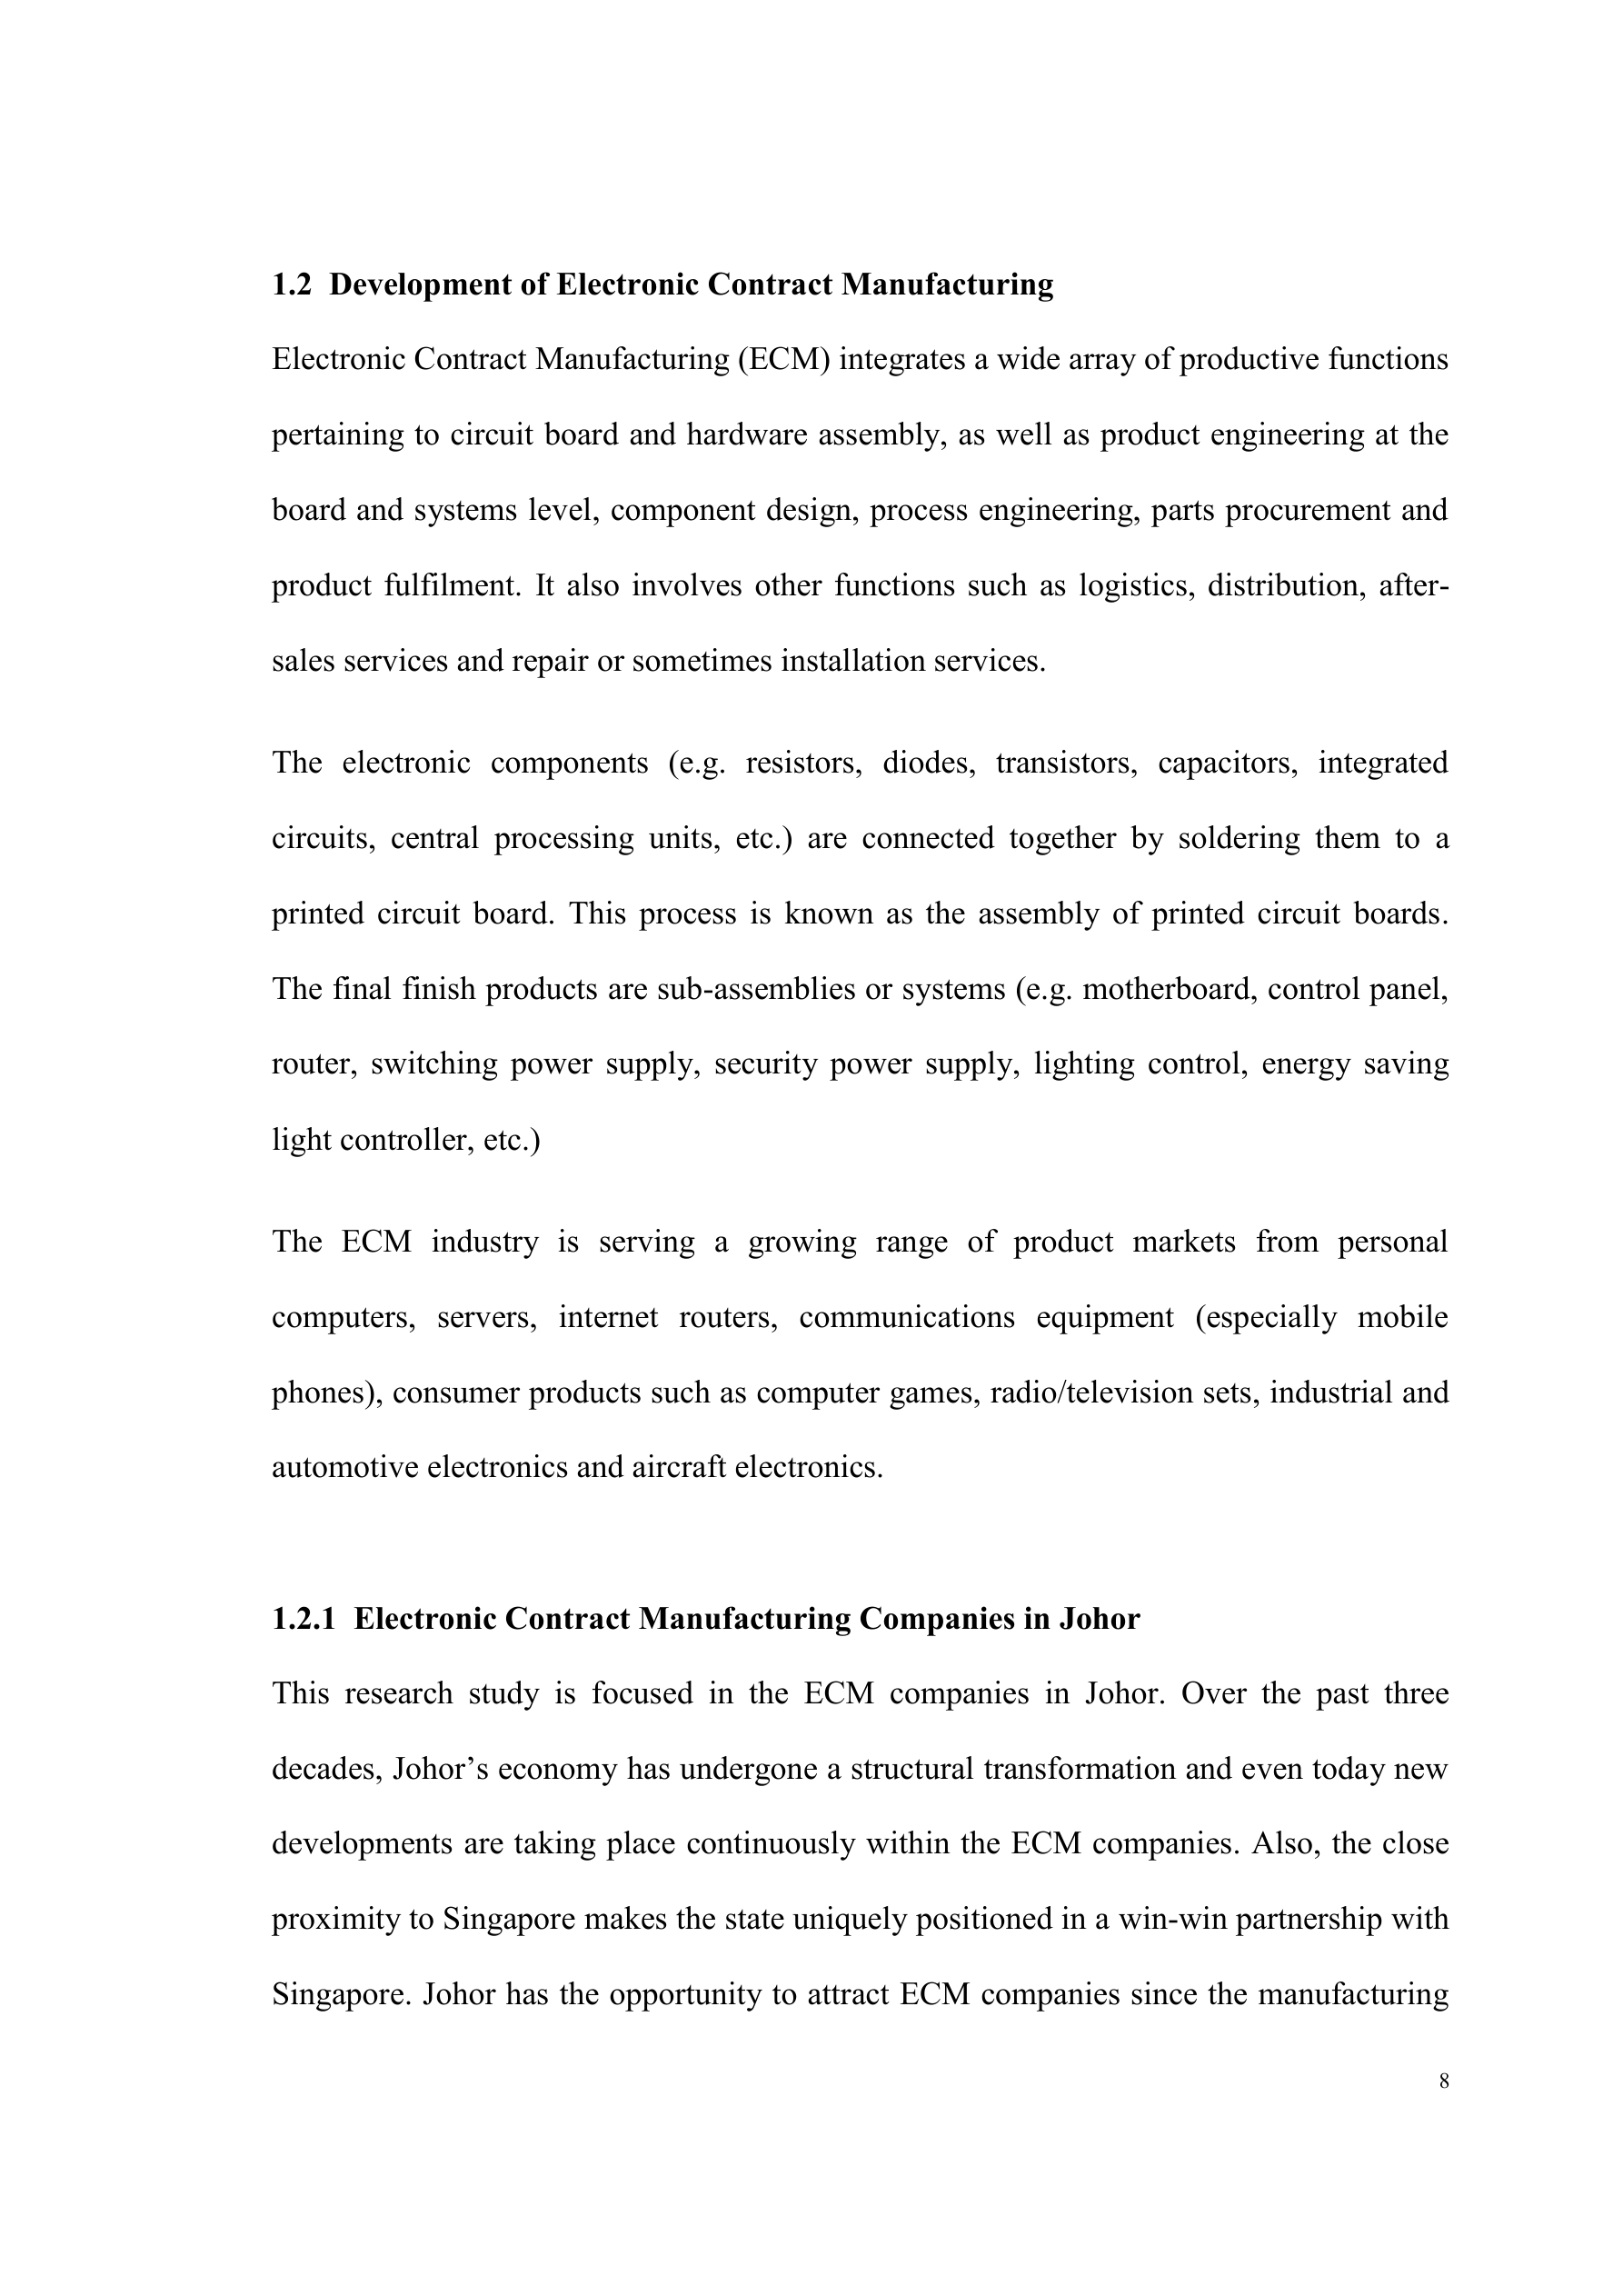 1.2 Development of Electronic Contract Manufacturing
Electronic Contract Manufacturing (ECM) integrates a wide array of productive functions
pertaining to circuit board and hardware assembly, as well as product engineering at the
board and systems level, component design, process engineering, parts procurement and
product fulfilment. It also involves other functions such as logistics, distribution, after-
sales services and repair or sometimes installation services.
The electronic components (e.g. resistors, diodes, transistors, capacitors, integrated
circuits, central processing units, etc.) are connected together by soldering them to a
printed circuit board. This process is known as the assembly of printed circuit boards.
The final finish products are sub-assemblies or systems (e.g. motherboard, control panel,
router, switching power supply, security power supply, lighting control, energy saving
light controller, etc.)
The ECM industry is serving a growing range of product markets from personal
computers, servers, internet routers, communications equipment (especially mobile
phones), consumer products such as computer games, radio/television sets, industrial and
automotive electronics and aircraft electronics.
1.2.1 Electronic Contract Manufacturing Companies in Johor
This research study is focused in the ECM companies in Johor. Over the past three
decades, Johor’s economy has undergone a structural transformation and even today new
developments are taking place continuously within the ECM companies. Also, the close
proximity to Singapore makes the state uniquely positioned in a win-win partnership with
Singapore. Johor has the opportunity to attract ECM companies since the manufacturing
8